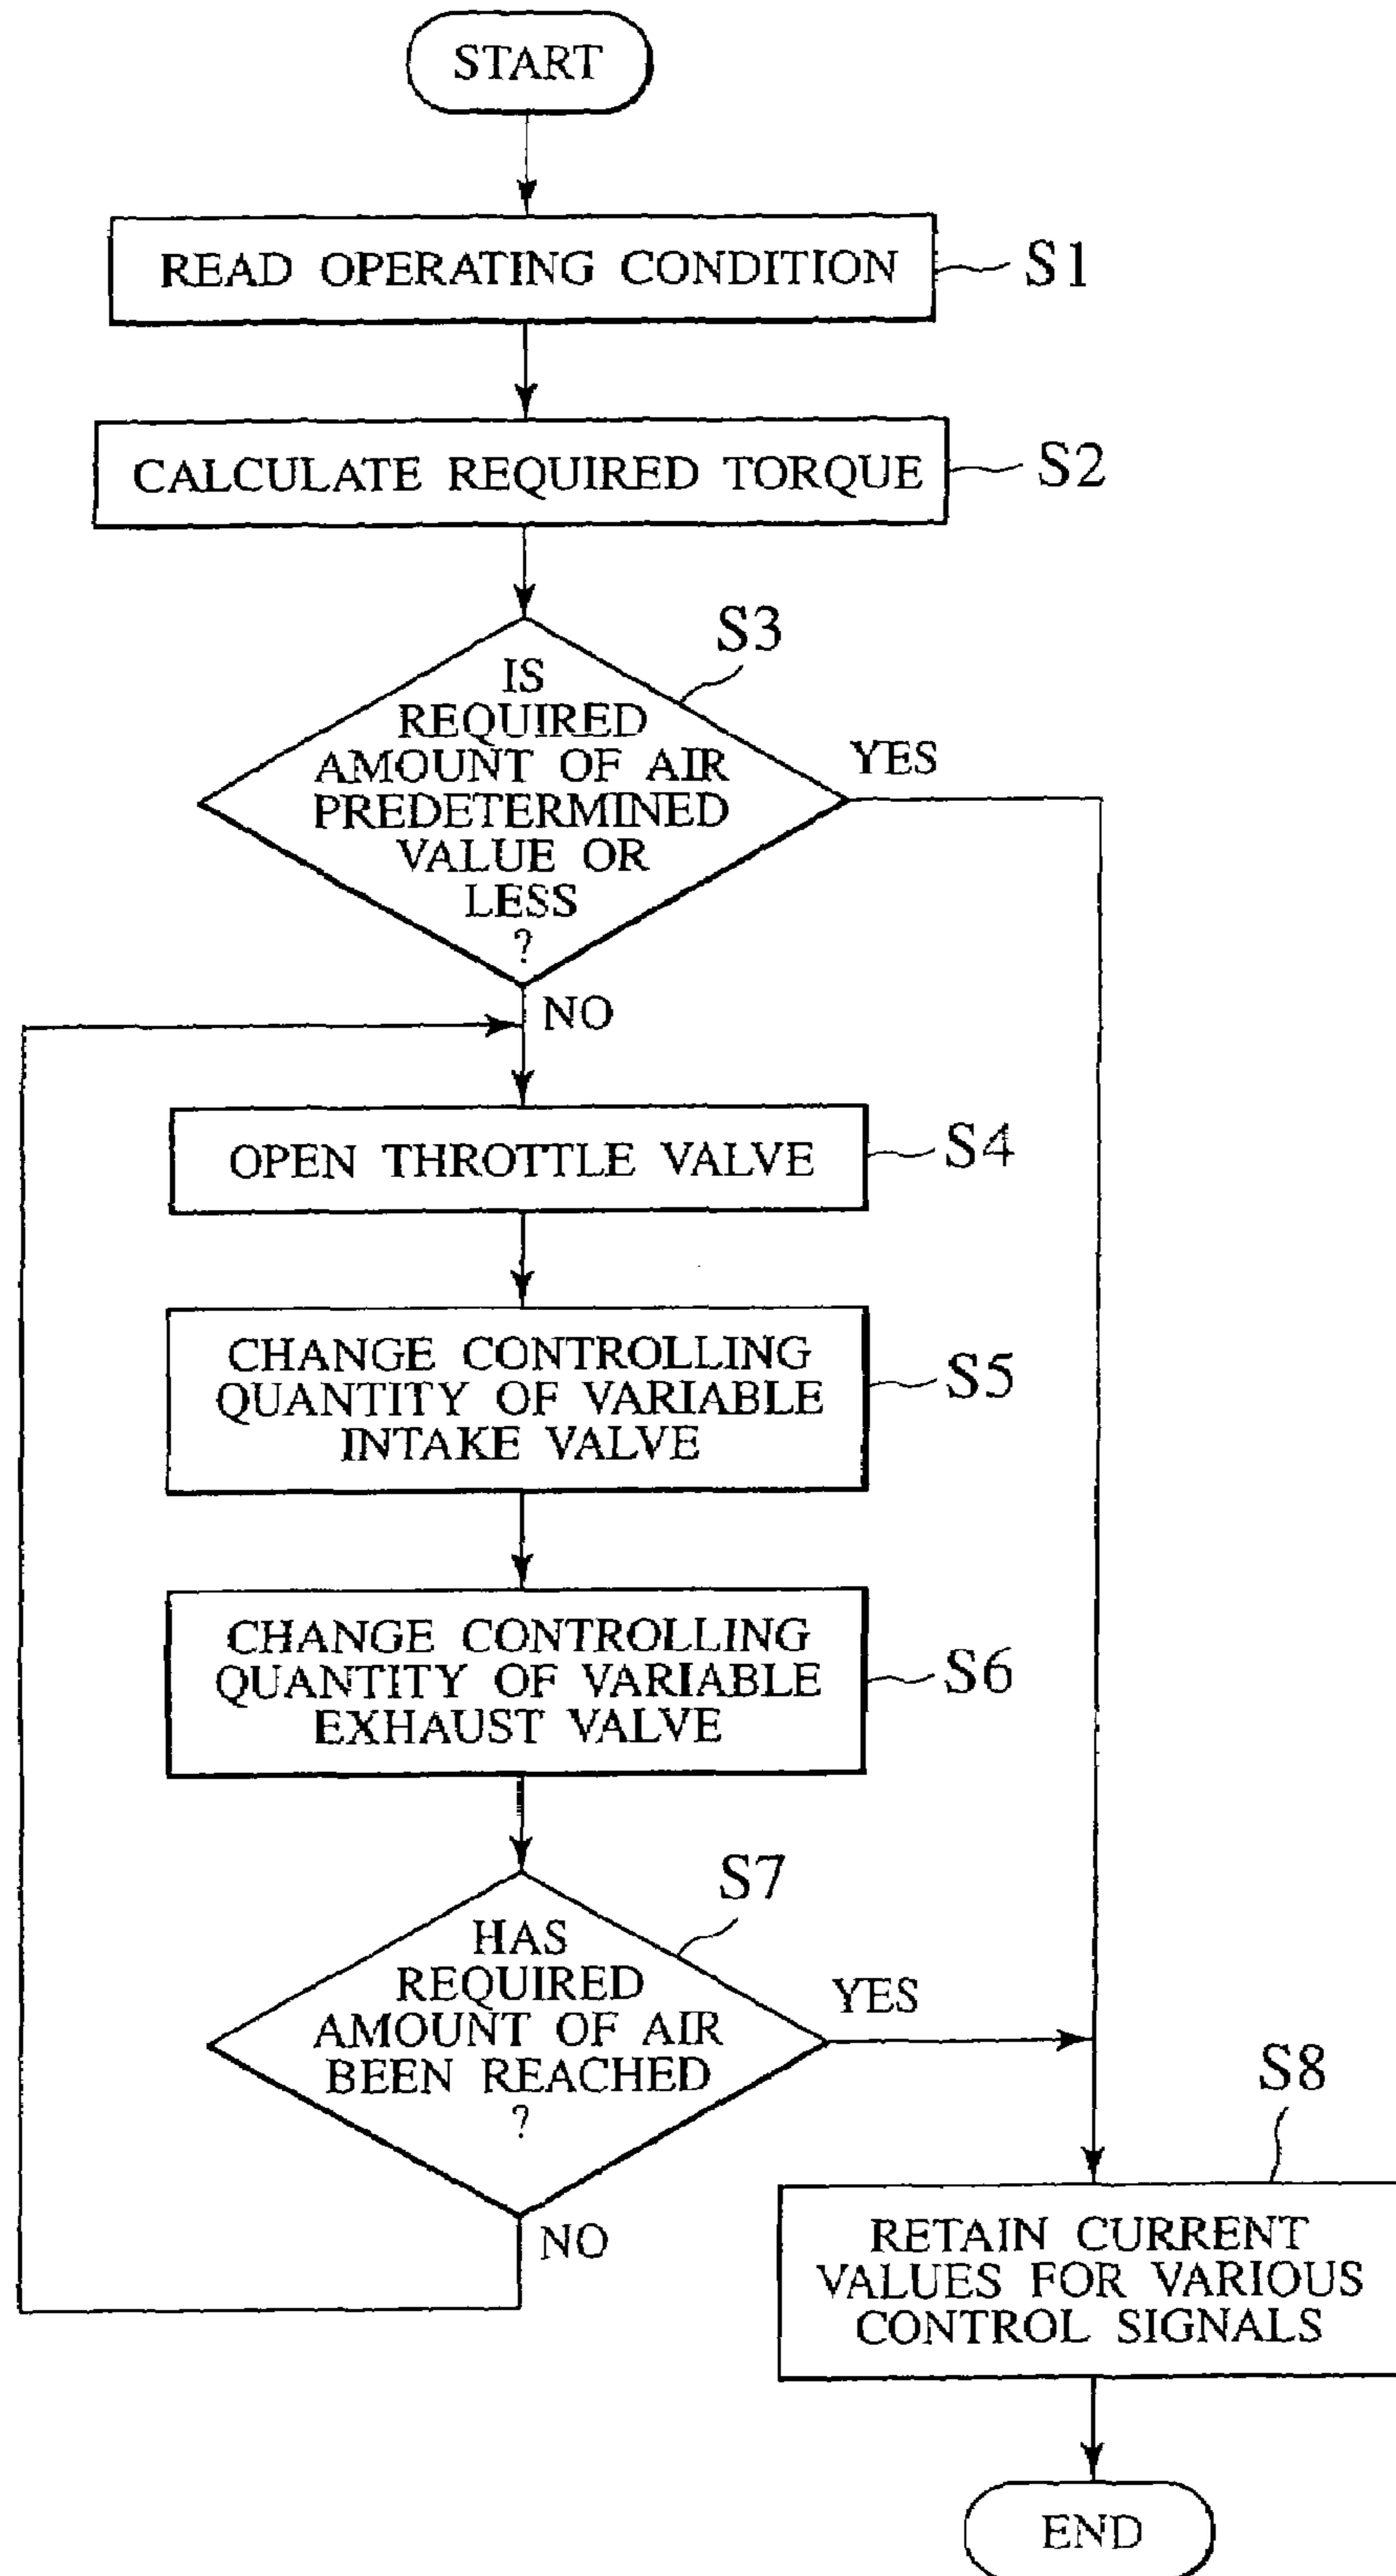 START
READ OPERATING CONDITION
S1
CALCULATE REQUIRED TORQUE
S2
S3
IS
REQUIRED
AMOUNT OF AIR
PREDETERMINED
VALUE OR
LESS
?
YES
NO
OPEN THROTTLE VALVE
S4
CHANGE CONTROLLING
QUANTITY OF VARIABLE
INTAKE VALVE
S5
CHANGE CONTROLLING
QUANTITY OF VARIABLE
EXHAUST VALVE
S6
S7
HAS
REQUIRED
AMOUNT OF AIR
BEEN REACHED
?
YES
NO
S8
RETAIN CURRENT
VALUES FOR VARIOUS
CONTROL SIGNALS
END